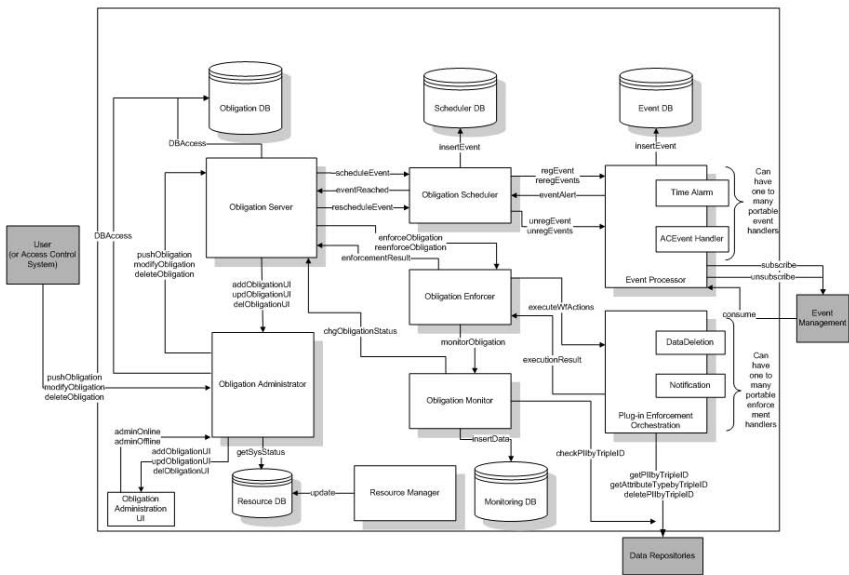 Obligation DB
Scheduler DB
Event DB
DBAccess
insertEvent
insertEvent
Obligation Server
scheduleEvent
eventReached
rescheduleEvent
Obligation Scheduler
regEvent
reregEvents
eventAlert
unregEvent
unregEvents
Time Alarm
ACEvent Handler
Event Processor
Can
have
one to
many
portable
event
handlers
User
(or Access Control
System)
DBAccess
pushObligation
modifyObligation
deleteObligation
enforceObligation
reenforceObligation
enforcementResult
subscribe
unsubscribe
consume
Event
Management
addObligationUI
updObligationUI
delObligationUI
Obligation Enforcer
executeWfActions
chgObligationStatus
monitorObligation
executionResult
DataDeletion
Notification
Plug-in Enforcement
Orchestration
Can
have
one to
many
portable
enforce
ment
handlers
Obligation Administrator
pushObligation
modifyObligation
deleteObligation
Obligation Monitor
adminOnline
adminOffline
addObligationUI
updObligationUI
delObligationUI
getSysStatus
insertData
checkPIIbyTripleID
getPIIbyTripleID
getAttributeTypebyTripleID
deletePIIbyTripleID
Obligation
Administration
UI
Resource DB
update
Resource Manager
Monitoring DB
Data Repositories